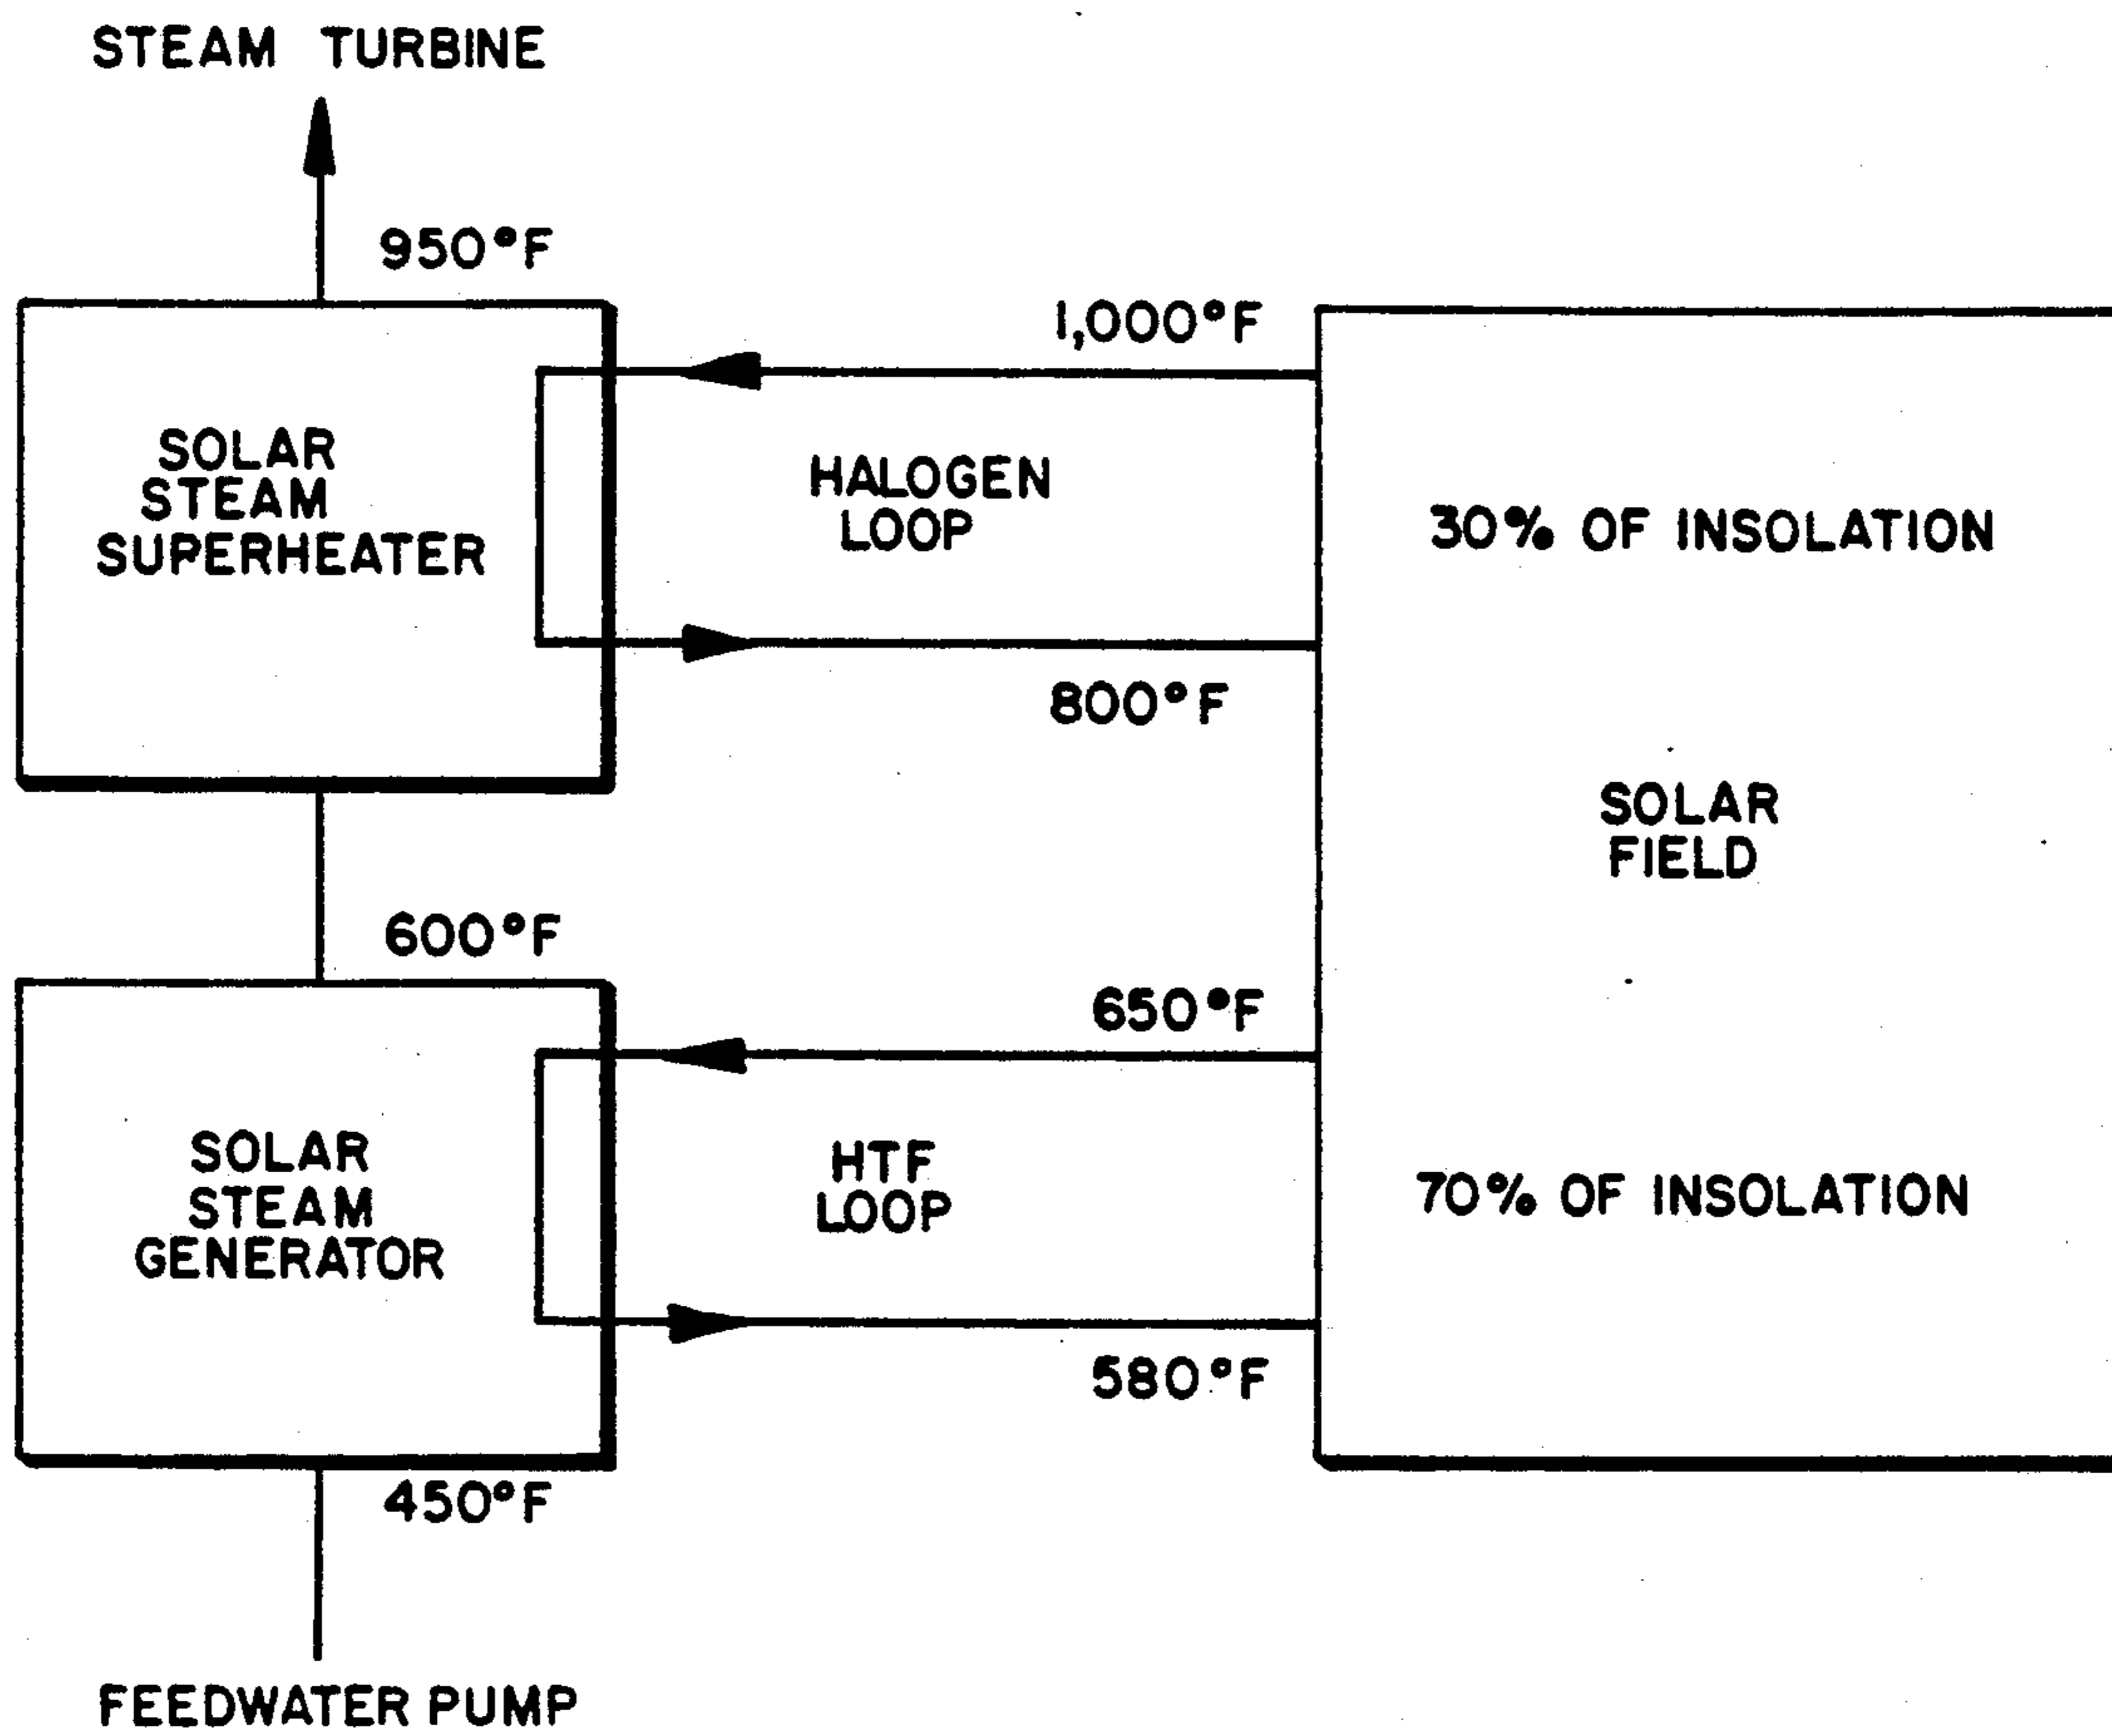 STEAM TURBINE
950°F
1,000°F
SOLAR
STEAM
SUPERHEATER
HALOGEN
LOOP
30% OF INSOLATION
800°F
SOLAR
FIELD
600°F
650°F
SOLAR
STEAM
GENERATOR
HTF
LOOP
70% OF INSOLATION
580°F
450°F
FEEDWATER PUMP